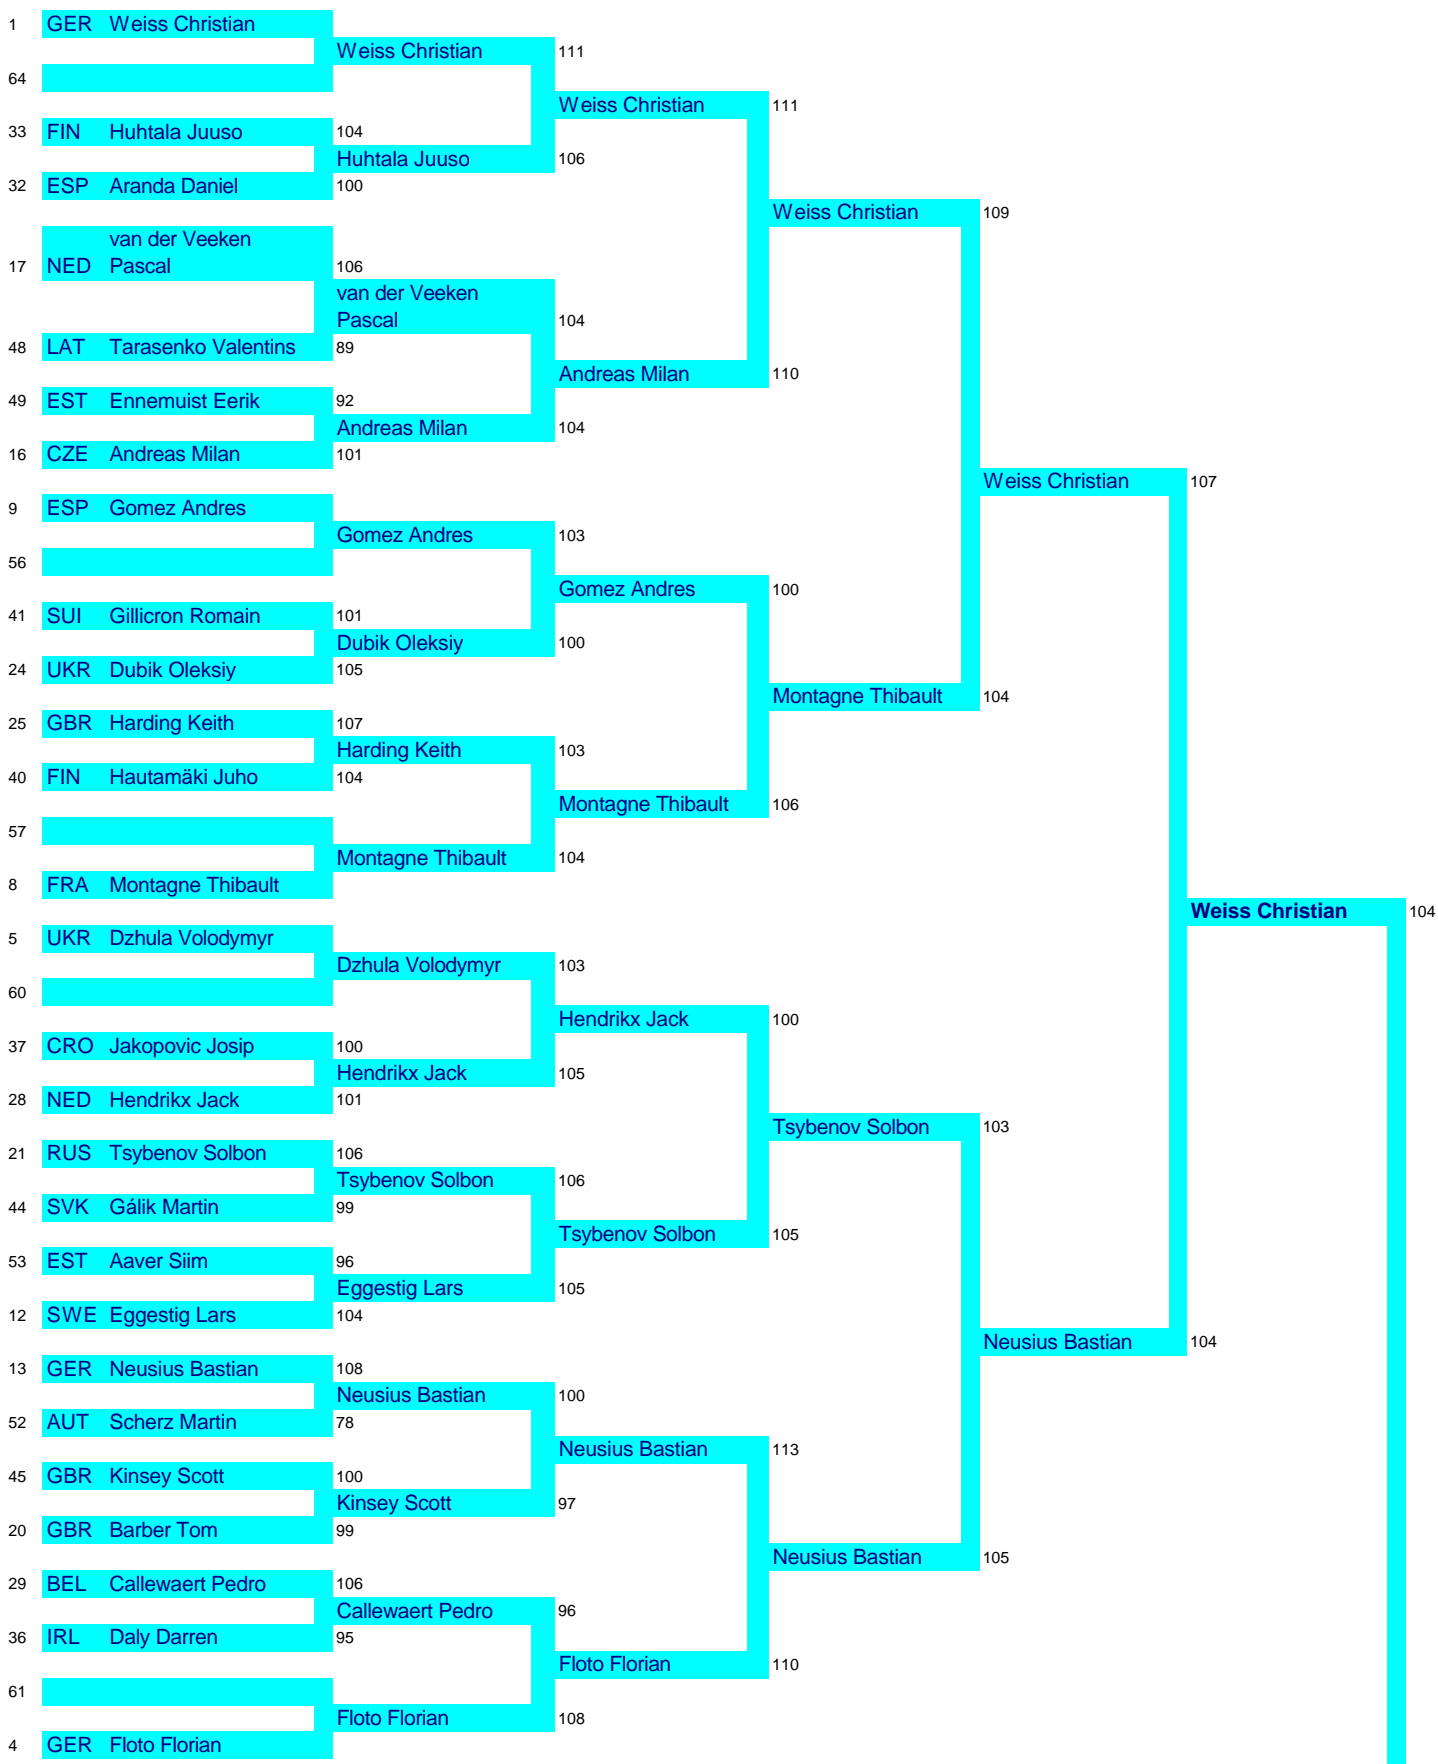 1 GER Weiss Christian
Weiss Christian 111
64
Weiss Christian 111
33 FIN Huhtala Juuso 104
Huhtala Juuso 106
32 ESP Aranda Daniel 100
Weiss Christian 109
van der Veeken
17 NED Pascal 106
van der Veeken
Pascal 104
48 LAT Tarasenko Valentins 89
Andreas Milan 110
49 EST Ennemuist Eerik 92
Andreas Milan 104
16 CZE Andreas Milan 101
Weiss Christian 107
9 ESP Gomez Andres
Gomez Andres 103
56
Gomez Andres 100
41 SUI Gillicron Romain 101
Dubik Oleksiy 100
24 UKR Dubik Oleksiy 105
Montagne Thibault 104
25 GBR Harding Keith 107
Harding Keith 103
40 FIN Hautamäki Juho 104
Montagne Thibault 106
57
Montagne Thibault 104
8 FRA Montagne Thibault
Weiss Christian 104
5 UKR Dzhula Volodymyr
Dzhula Volodymyr 103
60
Hendrikx Jack 100
37 CRO Jakopovic Josip 100
Hendrikx Jack 105
28 NED Hendrikx Jack 101
Tsybenov Solbon 103
21 RUS Tsybenov Solbon 106
Tsybenov Solbon 106
44 SVK Gálik Martin 99
Tsybenov Solbon 105
53 EST Aaver Siim 96
Eggestig Lars 105
12 SWE Eggestig Lars 104
Neusius Bastian 104
13 GER Neusius Bastian 108
Neusius Bastian 100
52 AUT Scherz Martin 78
Neusius Bastian 113
45 GBR Kinsey Scott 100
Kinsey Scott 97
20 GBR Barber Tom 99
Neusius Bastian 105
29 BEL Callewaert Pedro 106
Callewaert Pedro 96
36 IRL Daly Darren 95
Floto Florian 110
61
Floto Florian 108
4 GER Floto Florian